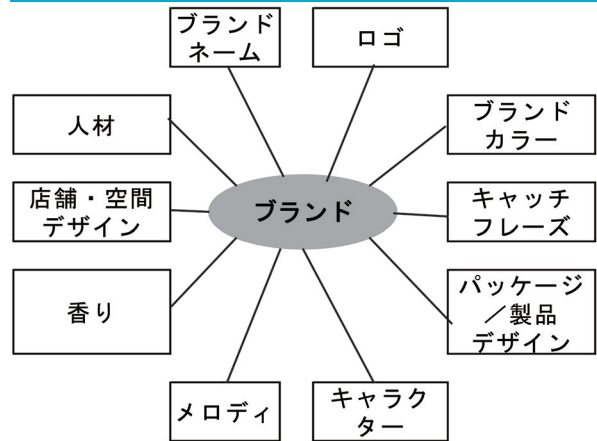 ブランド
ネーム
ロゴ
人材
ブランド
カラー
店舗・空間
デザイン
ブランド
キャッチ
フレーズ
香り
パッケージ
／製品
デザイン
メロディ
キャラク
ター